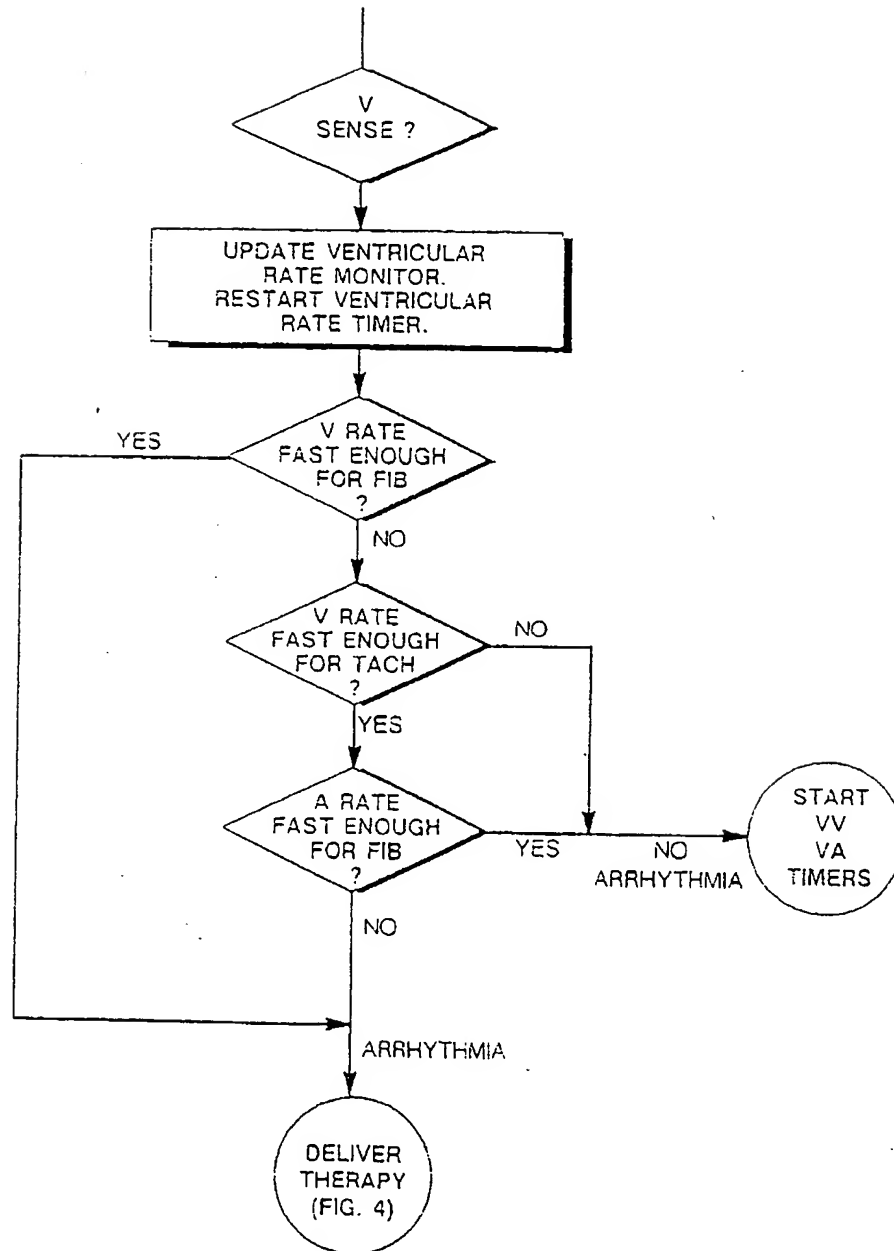 V
SENSE ?
UPDATE VENTRICULAR
RATE MONITOR.
RESTART VENTRICULAR
RATE TIMER.
V RATE
FAST ENOUGH
FOR FIB
?
YES
NO
V RATE
FAST ENOUGH
FOR TACH
?
NO
YES
A RATE
FAST ENOUGH
FOR FIB
?
YES
NO
ARRHYTHMIA
START
VV
VA
TIMERS
NO
ARRHYTHMIA
DELIVER
THERAPY
(FIG. 4)